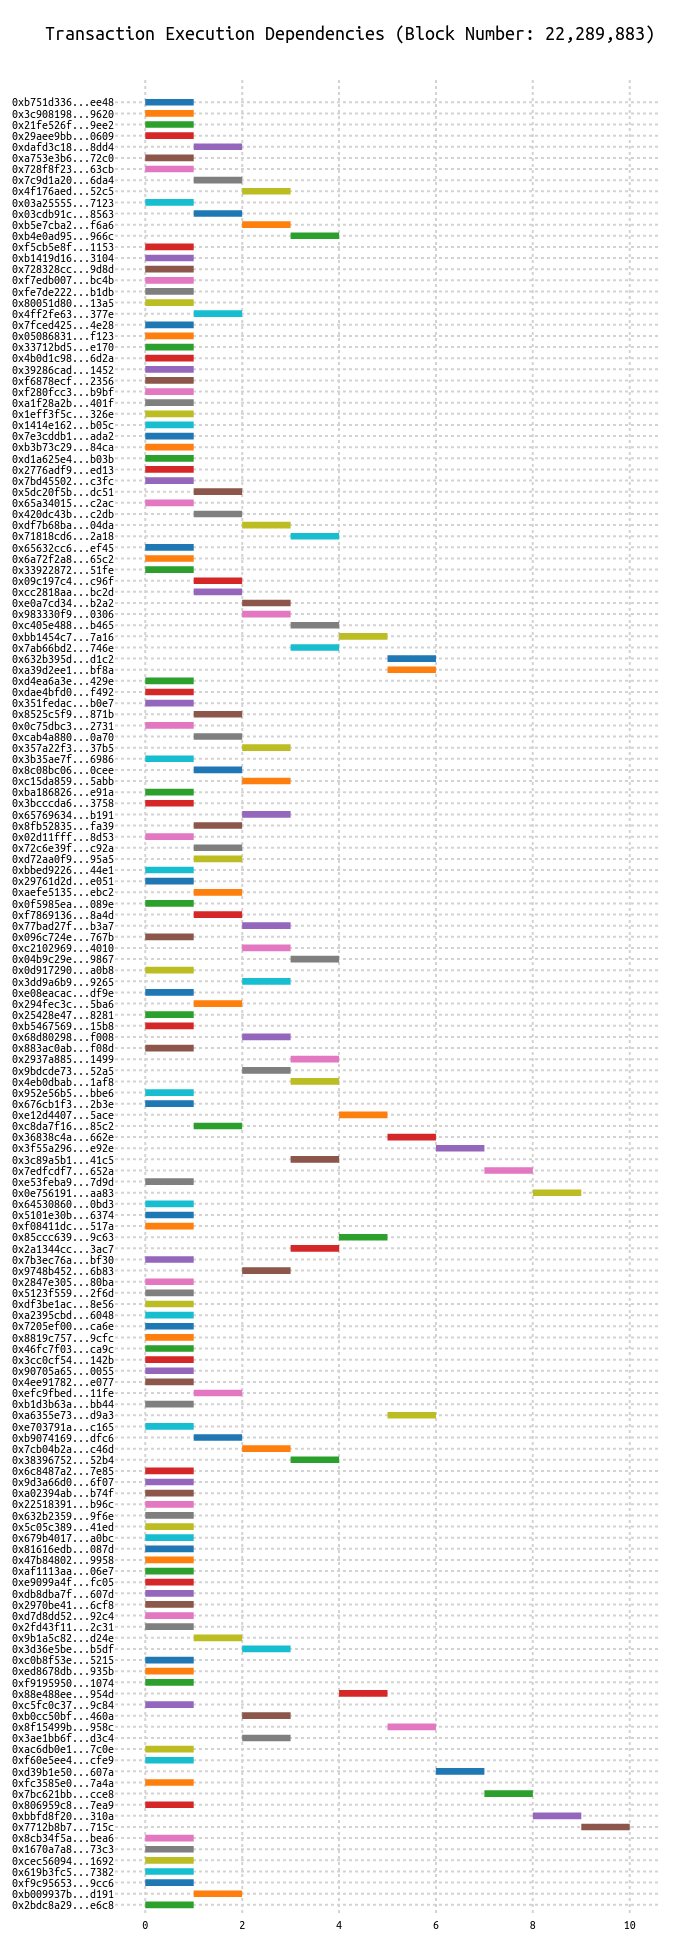 Transaction Execution Dependencies (Block Number: 22,289,883)
0xb751d336...ee48
0x3c908198...9620
0x21fe526f...9ee2
0x29aee9bb...0609
0xdafd3c18...8dd4
0xa753e3b6...72c0
0x728f8f23...63cb
0x7c9d1a20...6da4
0x4f176aed...52c5
0x03a25555...7123
0x03cdb91c...8563
0xb5e7cba2...f6a6
0xb4e0ad95...966c
0xf5cb5e8f...1153
0xb1419d16...3104
0x728328cc...9d8d
0xf7edb007...bc4b
0xfe7de222...b1db
0x80051d80...13a5
0x4ff2fe63...377e
0x7fced425...4e28
0x05086831...f123
0x33712bd5...e170
0x4b0d1c98...6d2a
0x39286cad...1452
0xf6878ecf...2356
0xf280fcc3...b9bf
0xa1f28a2b...401f
0x1eff3f5c...326e
0x1414e162...b05c
0x7e3cddb1...ada2
0xb3b73c29...84ca
0xd1a625e4...b03b
0x2776adf9...ed13
0x7bd45502...c3fc
0x5dc20f5b...dc51
0x65a34015...c2ac
0x420dc43b...c2db
0xdf7b68ba...04da
0x71818cd6...2a18
0x65632cc6...ef45
0x6a72f2a8...65c2
0x33922872...51fe
0x09c197c4...c96f
0xcc2818aa...bc2d
0xe0a7cd34...b2a2
0x983330f9...0306
0xc405e488...b465
0xbb1454c7...7a16
0x7ab66bd2...746e
0x632b395d...d1c2
0xa39d2ee1...bf8a
0xd4ea6a3e...429e
0xdae4bfd0...f492
0x351fedac...b0e7
0x8525c5f9...871b
0x0c75dbc3...2731
0xcab4a880...0a70
0x357a22f3...37b5
0x3b35ae7f...6986
0x8c08bc06...0cee
0xc15da859...5abb
0xba186826...e91a
0x3bcccda6...3758
0x65769634...b191
0x8fb52835...fa39
0x02d11fff...8d53
0x72c6e39f...c92a
0xd72aa0f9...95a5
0xbbed9226...44e1
0x29761d2d...e051
0xaefe5135...ebc2
0x0f5985ea...089e
0xf7869136...8a4d
0x77bad27f...b3a7
0x096c724e...767b
0xc2102969...4010
0x04b9c29e...9867
0x0d917290...a0b8
0x3dd9a6b9...9265
0xe08eacac...df9e
0x294fec3c...5ba6
0x25428e47...8281
0xb5467569...15b8
0x68d80298...f008
0x883ac0ab...f08d
0x2937a885...1499
0x9bdcde73...52a5
0x4eb0dbab...1af8
0x952e56b5...bbe6
0x676cb1f3...2b3e
0xe12d4407...5ace
0xc8da7f16...85c2
0x36838c4a...662e
0x3f55a296...e92e
0x3c89a5b1...41c5
0x7edfcdf7...652a
0xe53feba9...7d9d
0x0e756191...aa83
0x64530860...0bd3
0x5101e30b...6374
0xf08411dc...517a
0x85ccc639...9c63
0x2a1344cc...3ac7
0x7b3ec76a...bf30
0x9748b452...6b83
0x2847e305...80ba
0x5123f559...2f6d
0xdf3be1ac...8e56
0xa2395cbd...6048
0x7205ef00...ca6e
0x8819c757...9cfc
0x46fc7f03...ca9c
0x3cc0cf54...142b
0x90705a65...0055
0x4ee91782...e077
0xefc9fbed...11fe
0xb1d3b63a...bb44
0xa6355e73...d9a3
0xe703791a...c165
0xb9074169...dfc6
0x7cb04b2a...c46d
0x38396752...52b4
0x6c8487a2...7e85
0x9d3a66d0...6f07
0xa02394ab...b74f
0x22518391...b96c
0x632b2359...9f6e
0x5c05c389...41ed
0x679b4017...a0bc
0x81616edb...087d
0x47b84802...9958
0xaf1113aa...06e7
0xe9099a4f...fc05
0xdb8dba7f...607d
0x2970be41...6cf8
0xd7d8dd52...92c4
0x2fd43f11...2c31
0x9b1a5c82...d24e
0x3d36e5be...b5df
0xc0b8f53e...5215
0xed8678db...935b
0xf9195950...1074
0x88e488ee...954d
0xc5fc0c37...9c84
0xb0cc50bf...460a
0x8f15499b...958c
0x3ae1bb6f...d3c4
0xac6db0e1...7c0e
0xf60e5ee4...cfe9
0xd39b1e50...607a
0xfc3585e0...7a4a
0x7bc621bb...cce8
0x806959c8...7ea9
0xbbfd8f20...310a
0x7712b8b7...715c
0x8cb34f5a...bea6
0x1670a7a8...73c3
0xcec56094...1692
0x619b3fc5...7382
0xf9c95653...9cc6
0xb009937b...d191
0x2bdc8a29...e6c8
0 2 4 6 8 10